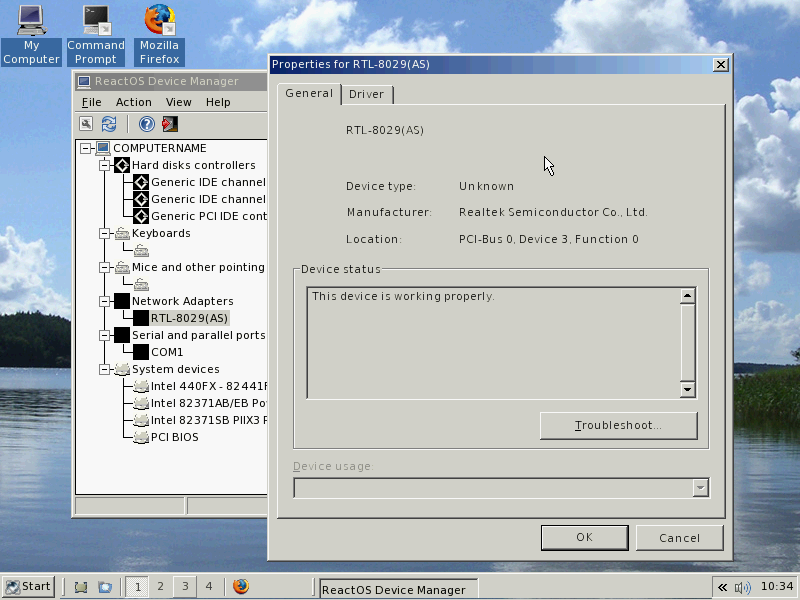 My
Computer
Command
Prompt
Mozilla
Firefox
ReactOS Device Manager
File Action View Help
COMPUTERNAME
Hard disks controllers
Generic IDE channel
Generic IDE channel
Generic PCI IDE cont
Keyboards
Mice and other pointing
Network Adapters
RTL-8029(AS)
Serial and parallel ports
COM1
System devices
Intel 440FX - 82441F
Intel 82371AB/EB Po
Intel 82371SB PIIX3 P
PCI BIOS
Properties for RTL-8029(AS)
General Driver
RTL-8029(AS)
Device type: Unknown
Manufacturer: Realtek Semiconductor Co., Ltd.
Location: PCI-Bus 0, Device 3, Function 0
Device status
This device is working properly.
Troubleshoot...
Device usage:
OK Cancel
Start 1 2 3 4 ReactOS Device Manager 10:34